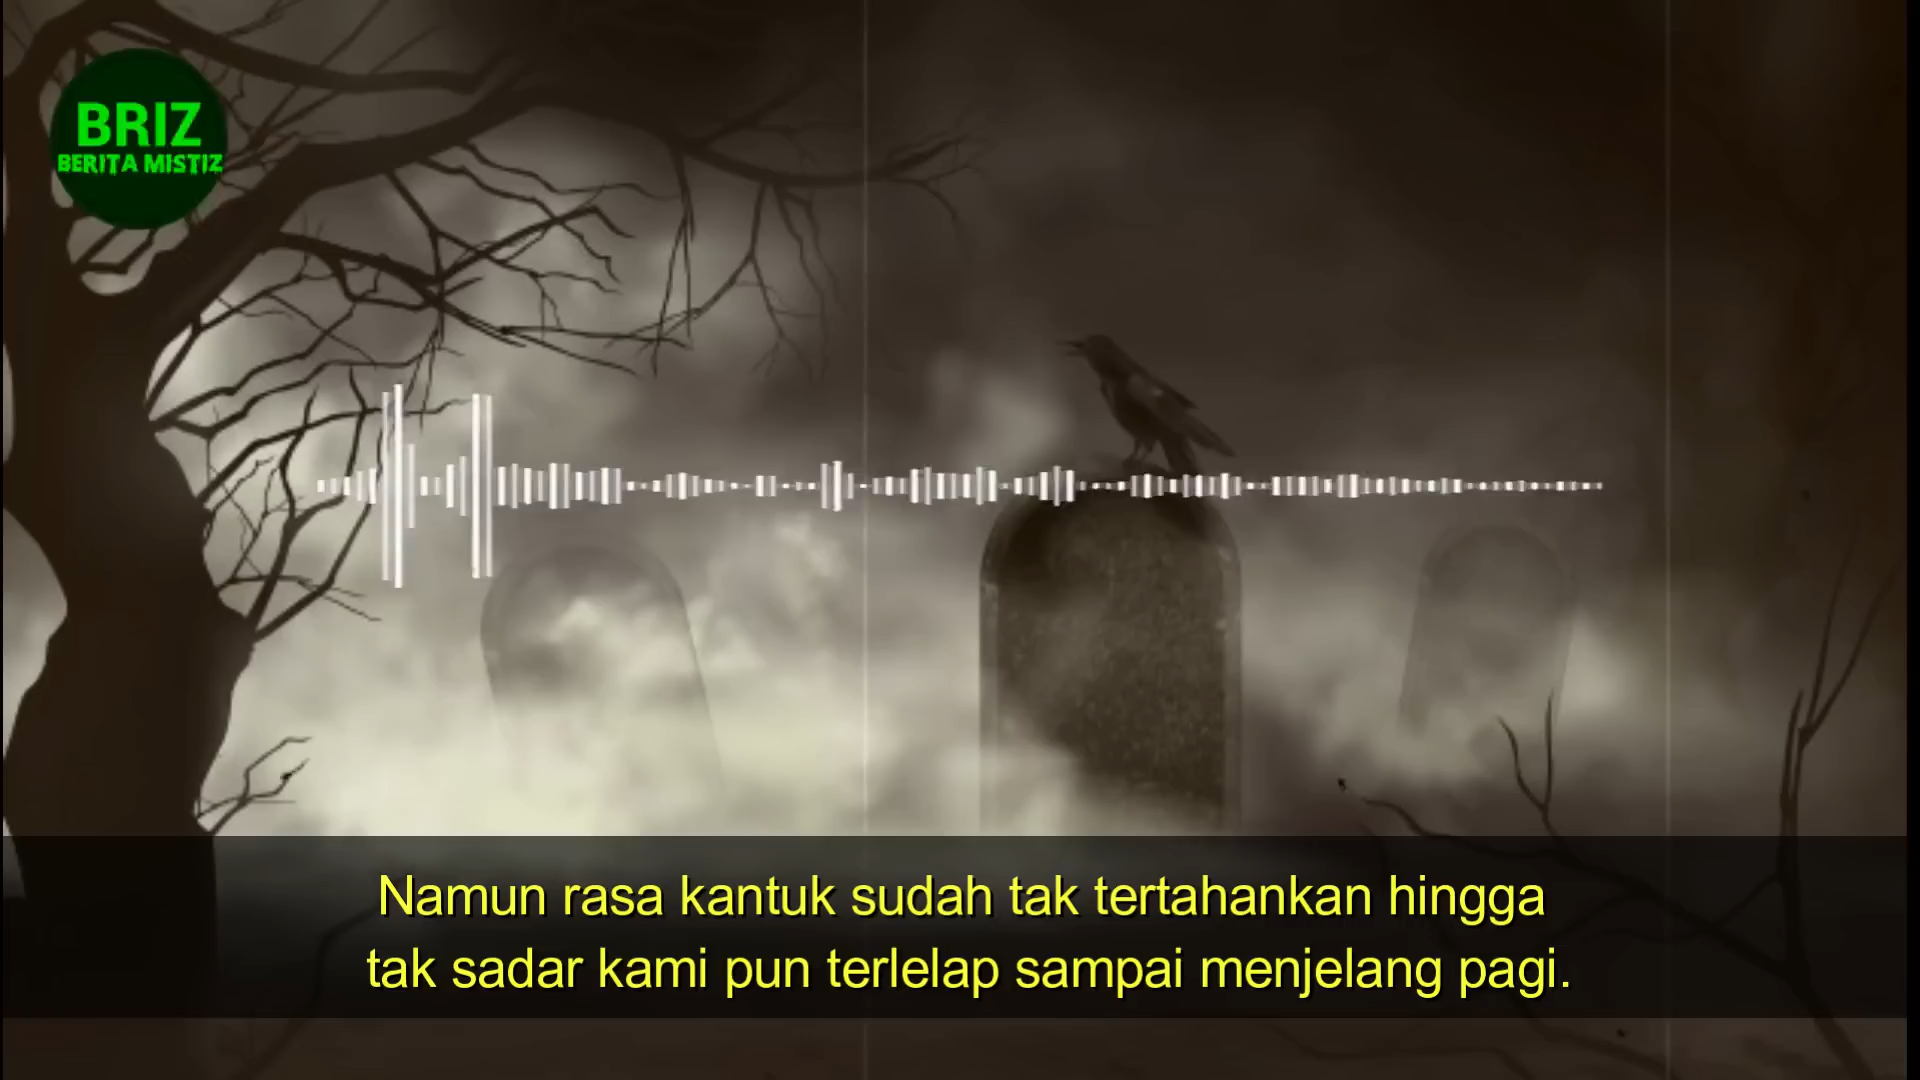 BRIZ
BERITA MISTIZ
Namun rasa kantuk sudah tak tertahankan hingga
tak sadar kami pun terlelap sampai menjelang pagi.